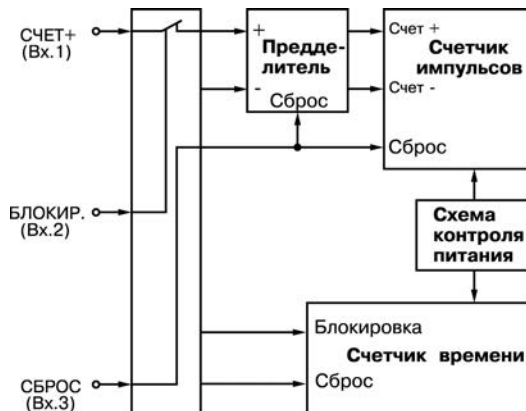 СЧЕТ+
(Вх.1)
БЛОКИР.
(Вх.2)
СБРОС
(Вх.3)
+
-
Предде-
литель
Сброс
Счет +
Счет -
Сброс
Счетчик
импульсов
Схема
контроля
питания
Блокировка
Счетчик времени
Сброс